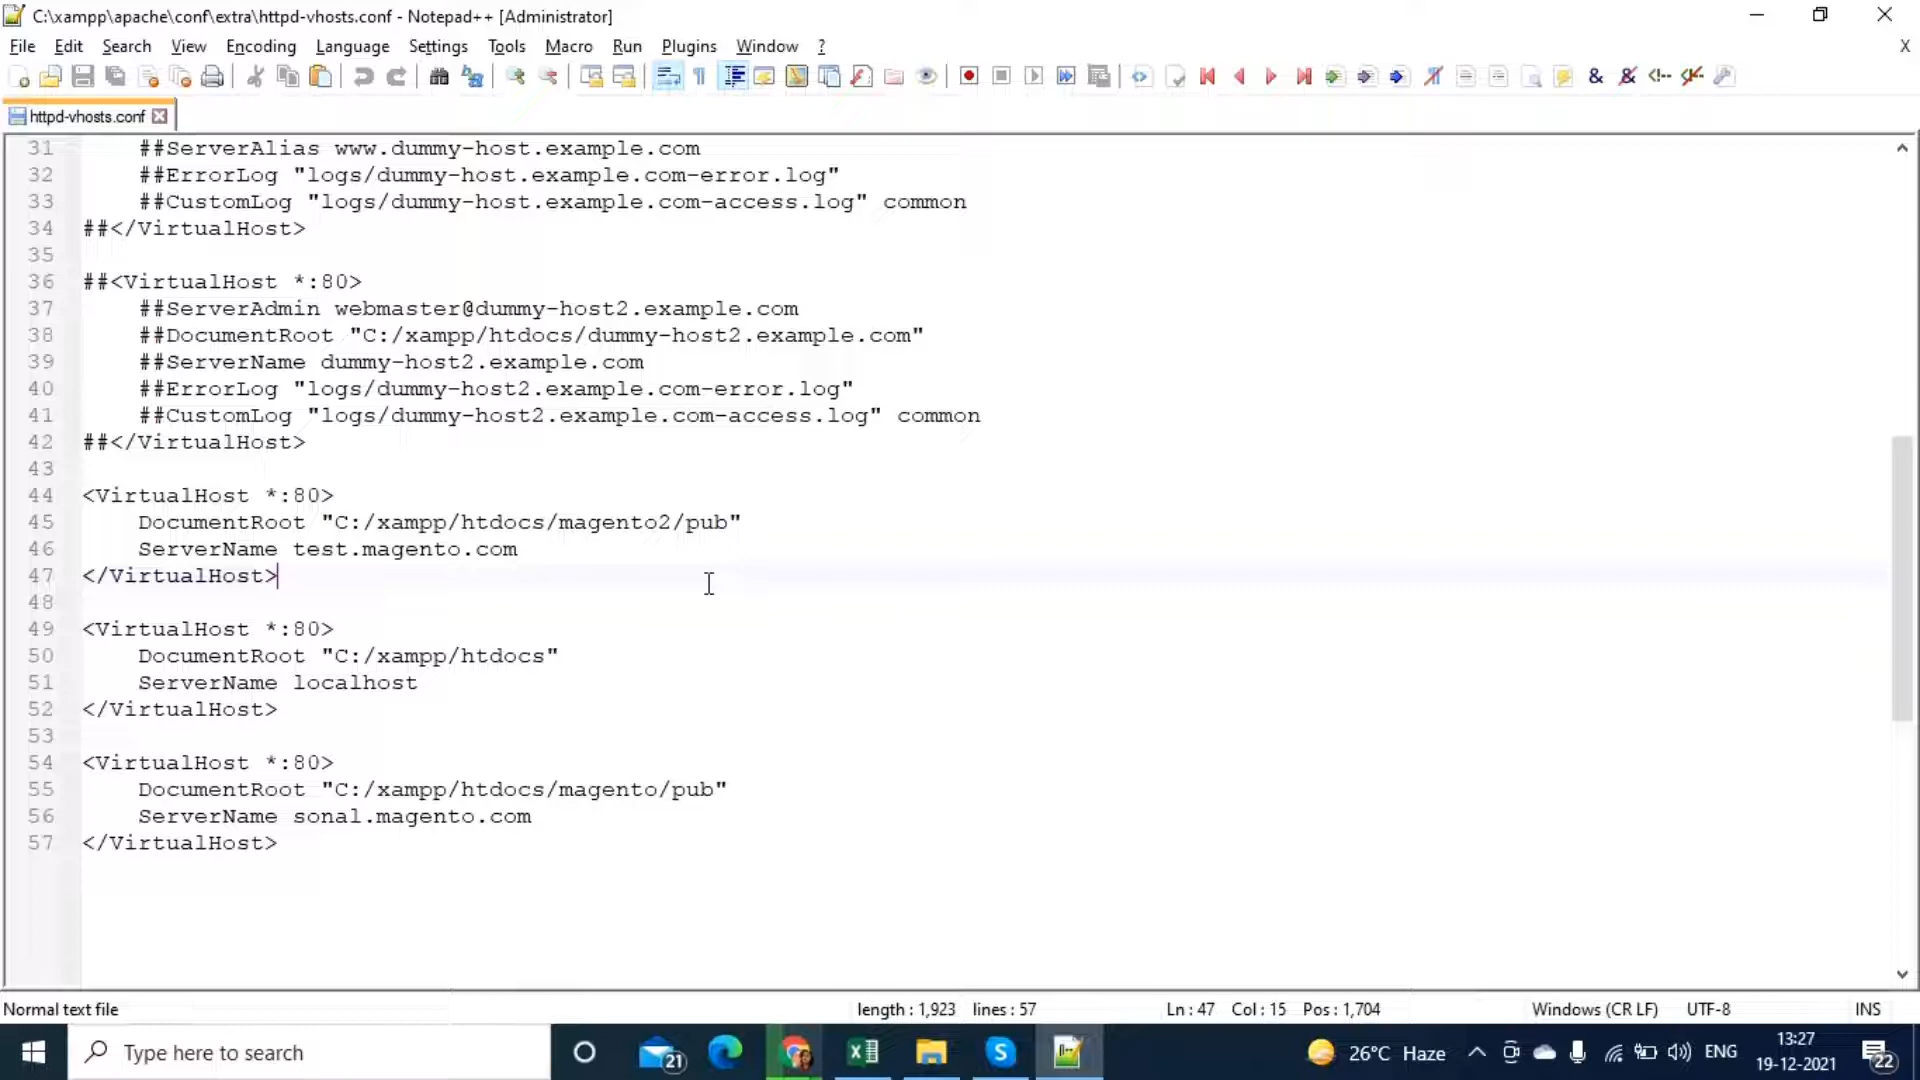 C:\xampp\apache\conf\extra\httpd-vhosts.conf - Notepad++ [Administrator]
File Edit Search View Encoding Language Settings Tools Macro Run Plugins Window ? X
httpd-vhosts.conf
31 ##ServerAlias www.dummy-host.example.com
32 ##ErrorLog "logs/dummy-host.example.com-error.log"
33 ##CustomLog "logs/dummy-host.example.com-access.log" common
34 ##</VirtualHost>
35
36 ##<VirtualHost *:80>
37 ##ServerAdmin webmaster@dummy-host2.example.com
38 ##DocumentRoot "C:/xampp/htdocs/dummy-host2.example.com"
39 ##ServerName dummy-host2.example.com
40 ##ErrorLog "logs/dummy-host2.example.com-error.log"
41 ##CustomLog "logs/dummy-host2.example.com-access.log" common
42 ##</VirtualHost>
43
44 <VirtualHost *:80>
45 DocumentRoot "C:/xampp/htdocs/magento2/pub"
46 ServerName test.magento.com
47 </VirtualHost>
48
49 <VirtualHost *:80>
50 DocumentRoot "C:/xampp/htdocs"
51 ServerName localhost
52 </VirtualHost>
53
54 <VirtualHost *:80>
55 DocumentRoot "C:/xampp/htdocs/magento/pub"
56 ServerName sonal.magento.com
57 </VirtualHost>
Normal text file length : 1,923 lines : 57 Ln : 47 Col : 15 Pos : 1,704 Windows (CR LF) UTF-8 INS
Type here to search 21 26°C Haze ENG 13:27
19-12-2021 22